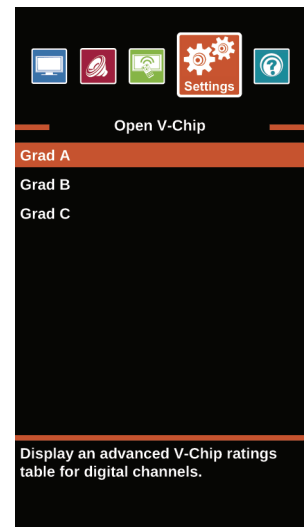 Settings
Open V-Chip
Grad A
Grad B
Grad C
Display an advanced V-Chip ratings
table for digital channels.